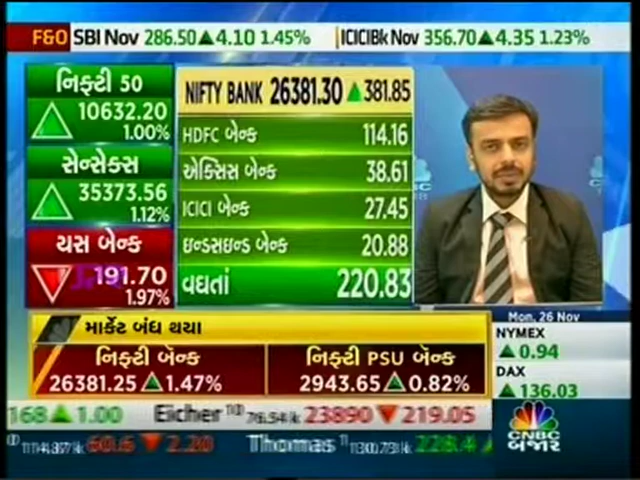 F&O SBI Nov 286.50 ▲ 4.10 1.45% ICICIBk Nov 356.70 ▲ 4.35 1.23%
નિફ્ટી 50
10632.20
1.00%
સેન્સેક્સ
35373.56
1.12%
યસ બેન્ક
191.70
1.97%
NIFTY BANK 26381.30 ▲ 381.85
HDFC બેન્ક 114.16
એક્સિસ બેન્ક 38.61
ICICI બેન્ક 27.45
ઇન્ડસઇન્ડ બેન્ક 20.88
વધતાં 220.83
CNBC
માર્કેટ બંધ થયા
નિફ્ટી બૅન્ક
26381.25 ▲ 1.47%
નિફ્ટી PSU બૅન્ક
2943.65 ▲ 0.82%
Mon, 26 Nov
NYMEX
▲ 0.94
DAX
▲ 136.03
168 ▲ 1.00 Eicher 23890 ▼ 219.05
60.6 ▼ 2.20 Thomas
CNBC
બજાર